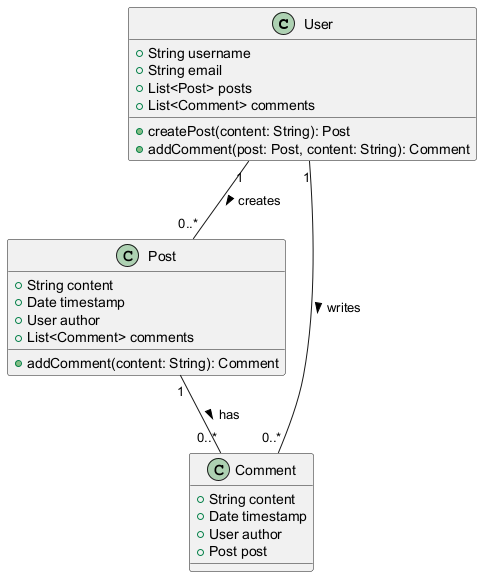 C User
String username
String email
List<Post> posts
List<Comment> comments
createPost(content: String): Post
addComment(post: Post, content: String): Comment
1
1
creates
0..*
C Post
String content
Date timestamp
User author
List<Comment> comments
addComment(content: String): Comment
writes
1
has
0..*
0..*
C Comment
String content
Date timestamp
User author
Post post